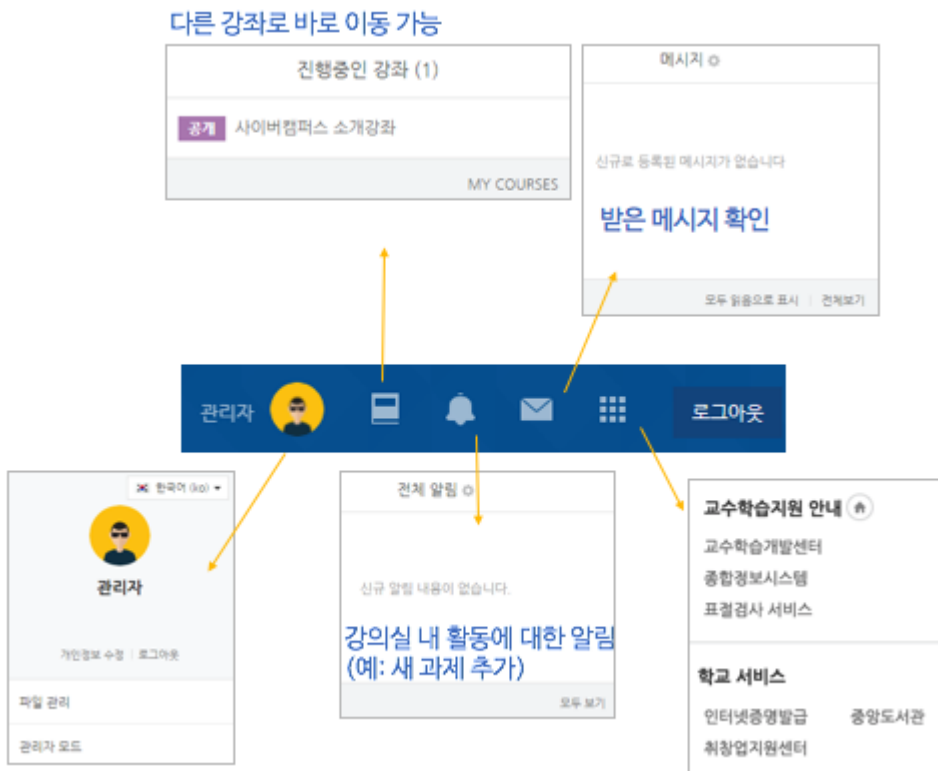 다른 강좌로 바로 이동 가능
진행중인 강좌 (1)
공개 사이버캠퍼스 소개강좌
MY COURSES
메시지
신규로 등록된 메시지가 없습니다
받은 메시지 확인
모두 읽음으로 표시 | 전체보기
관리자
로그아웃
한국어 (ko)
관리자
개인정보 수정 | 로그아웃
파일 관리
관리자 모드
전체 알림
신규 알림 내용이 없습니다.
강의실 내 활동에 대한 알림
(예: 새 과제 추가)
모두 보기
교수학습지원 안내
교수학습개발센터
종합정보시스템
표절검사 서비스
학교 서비스
인터넷증명발급 중앙도서관
취창업지원센터